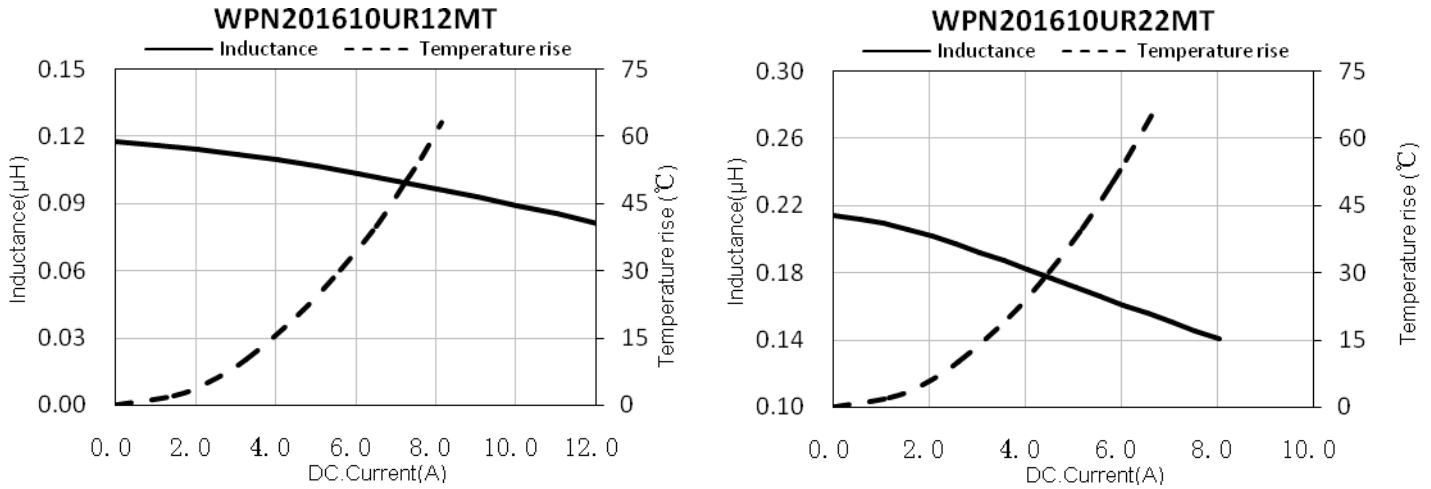 WPN201610UR12MT
Inductance Temperature rise
0.15 75
0.12 60
0.09 45
0.06 30
0.03 15
0.00 0
0.0 2.0 4.0 6.0 8.0 10.0 12.0
DC.Current(A)
Inductance(μH)
Temperature rise (℃)
WPN201610UR22MT
Inductance Temperature rise
0.30 75
0.26 60
0.22 45
0.18 30
0.14 15
0.10 0
0.0 2.0 4.0 6.0 8.0 10.0
DC.Current(A)
Inductance(μH)
Temperature rise (℃)